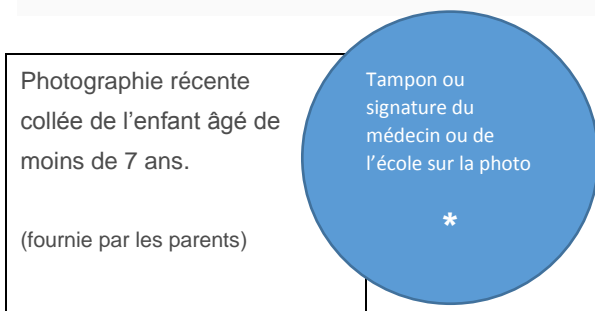 Photographie récente
collée de l’enfant âgé de
moins de 7 ans.
(fournie par les parents)
Tampon ou
signature du
médecin ou de
l’école sur la photo
*